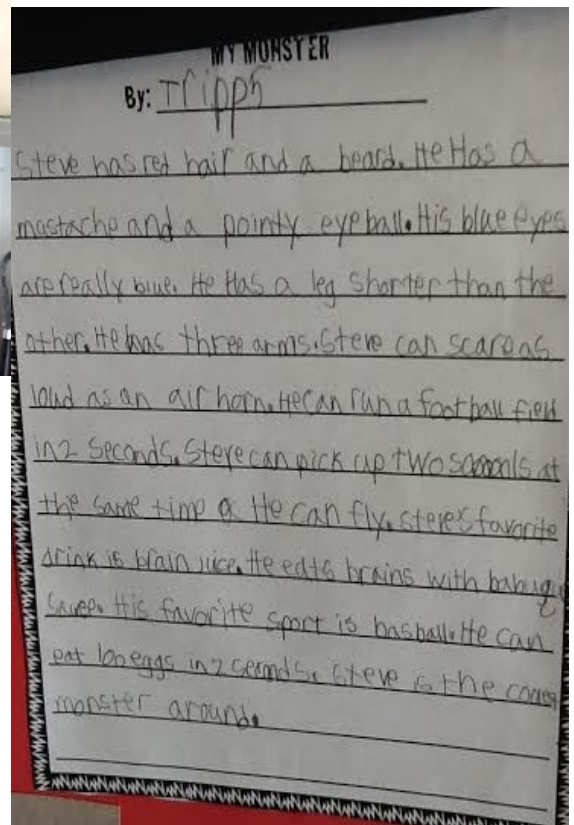 MY MONSTER
By: Tripp
Steve has red hair and a beard. He Has a
mustache and a pointy eyeball. His blue eyes
are really blue. He Has a leg shorter than the
other. He has three arms. Steve can scare as
loud as an air horn. He can run a football field
in 2 seconds. Steve can pick up two at
the same time He can fly. Steve's favorite
drink is brain juice. He eats brains with
His favorite sport is basball. He can
eat eggs in 2 seconds. Steve is the
monster around.